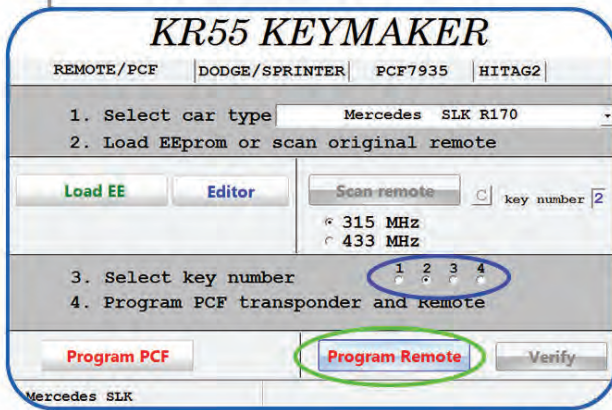 KR55 KEYMAKER
REMOTE/PCF DODGE/SPRINTER PCF7935 HITAG2
1. Select car type Mercedes SLK R170
2. Load EEprom or scan original remote
Load EE Editor Scan remote C key number 2
315 MHz
433 MHz
1 2 3 4
3. Select key number
4. Program PCF transponder and Remote
Program PCF Program Remote Verify
Mercedes SLK